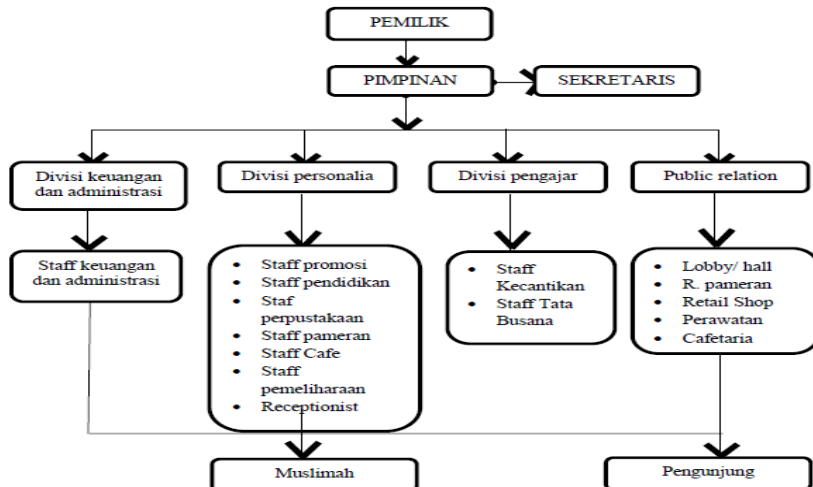 PEMILIK
PIMPINAN
SEKRETARIS
Divisi keuangan
dan administrasi
Divisi personalia
Divisi pengajar
Public relation
Staff keuangan
dan administrasi
• Staff promosi
• Staff pendidikan
• Staf
perpustakaan
• Staff pameran
• Staff Cafe
• Staff
pemeliharaan
• Receptionist
• Staff
Kecantikan
• Staff Tata
Busana
• Lobby/ hall
• R. pameran
• Retail Shop
• Perawatan
• Cafetaria
Muslimah
Pengunjung